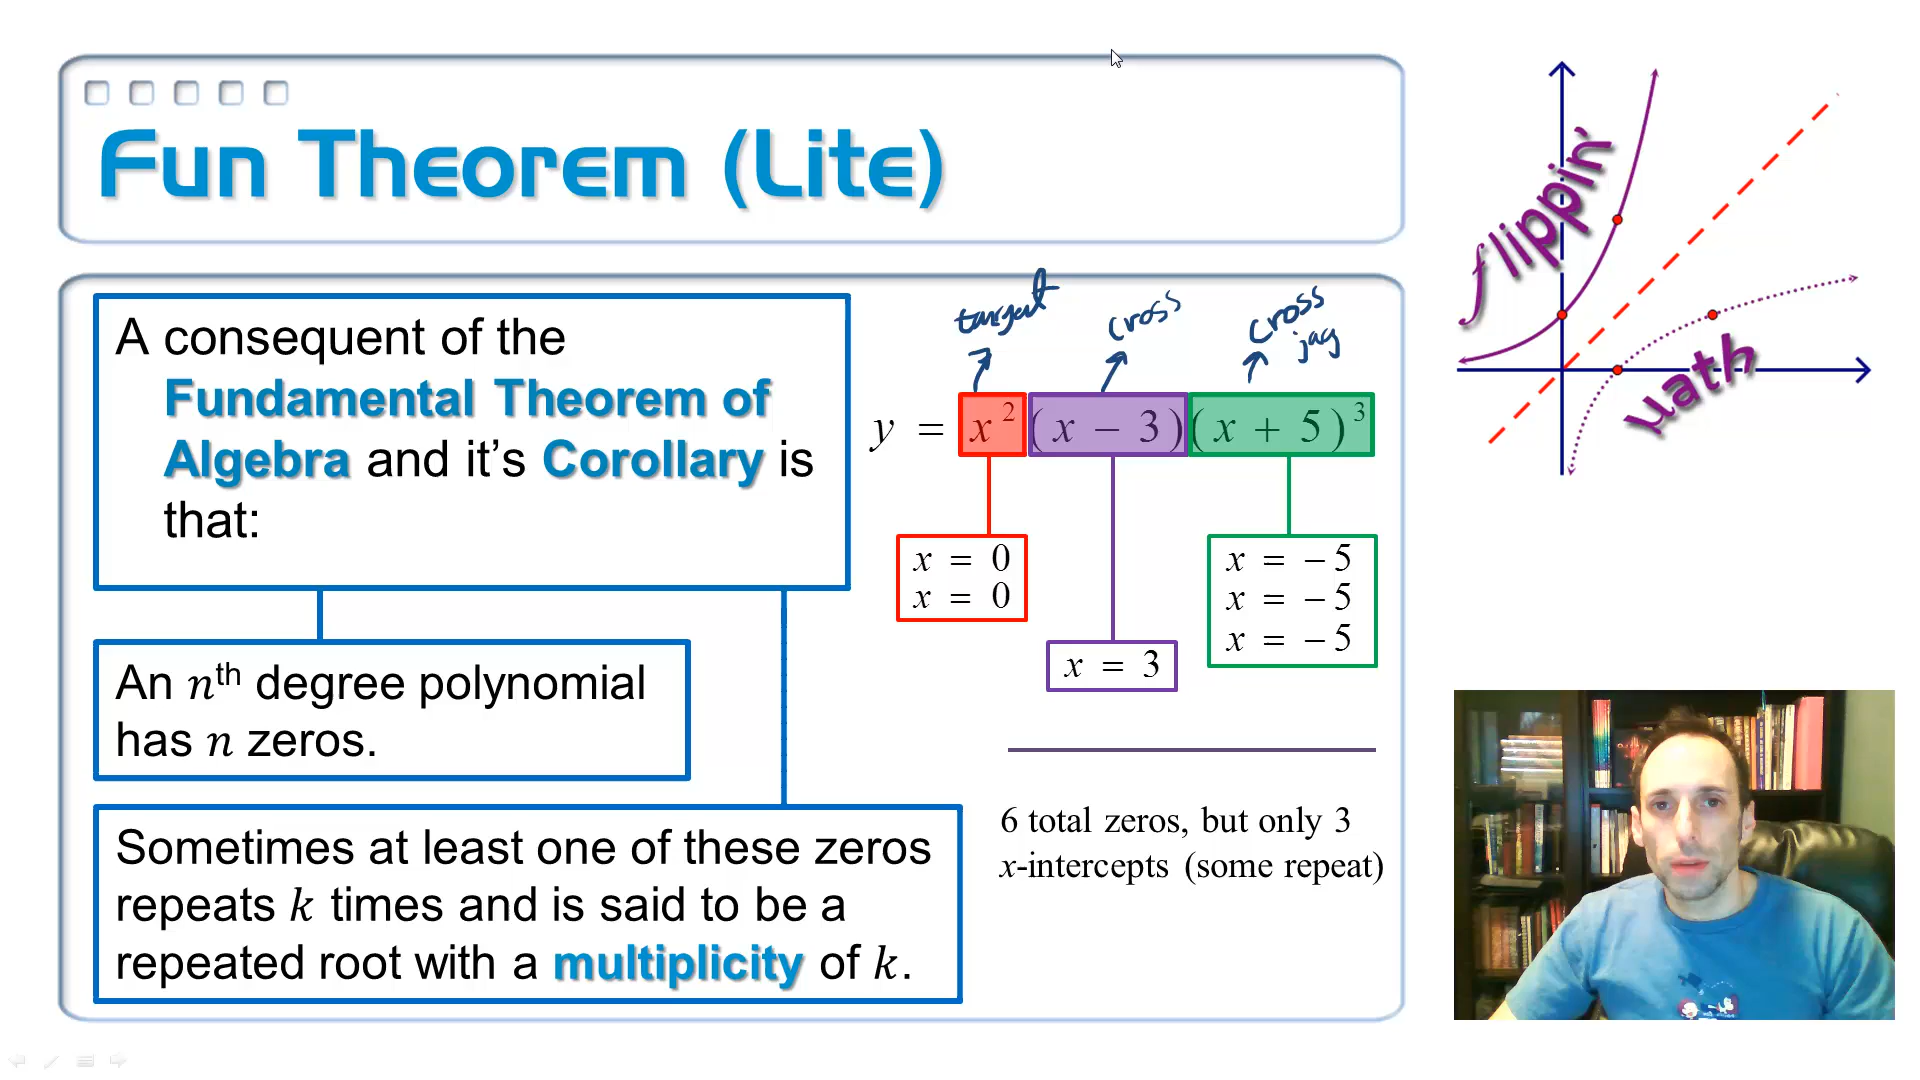 Fun Theorem (Lite)
A consequent of the
Fundamental Theorem of
Algebra and it's Corollary is
that:
An nth degree polynomial
has n zeros.
Sometimes at least one of these zeros
repeats k times and is said to be a
repeated root with a multiplicity of k.
tangent cross cross
jag
y = x² (x − 3)(x + 5)³
x = 0
x = 0
x = 3
x = −5
x = −5
x = −5
6 total zeros, but only 3
x-intercepts (some repeat)
flippin'
math